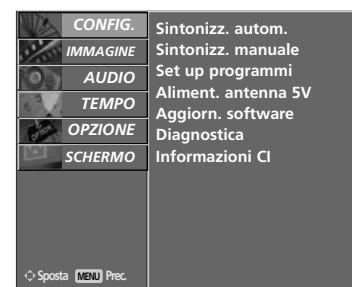 CONFIG.
IMMAGINE
AUDIO
TEMPO
OPZIONE
SCHERMO
Sintonizz. autom.
Sintonizz. manuale
Set up programmi
Aliment. antenna 5V
Aggiorn. software
Diagnostica
Informazioni CI
Sposta MENU Prec.